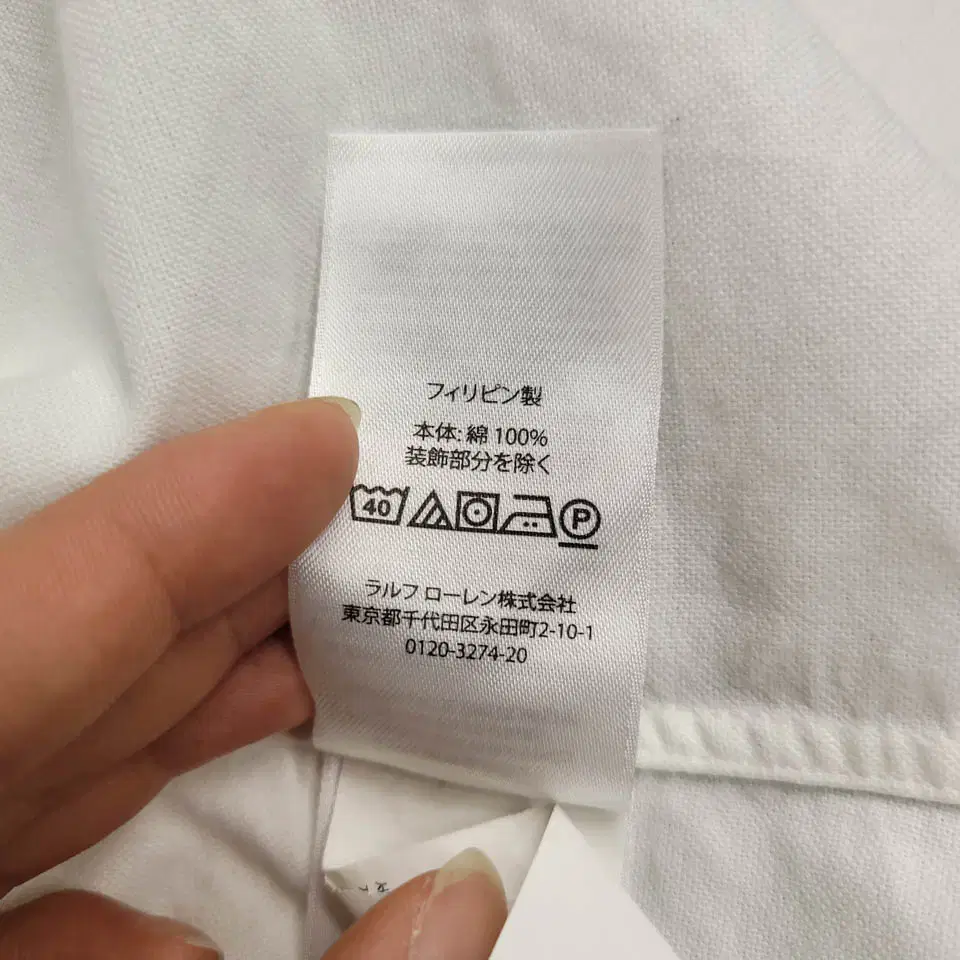 フィリピン製
本体: 綿 100%
装飾部分を除く
40 P
ラルフ ローレン株式会社
東京都千代田区永田町2-10-1
0120-3274-20